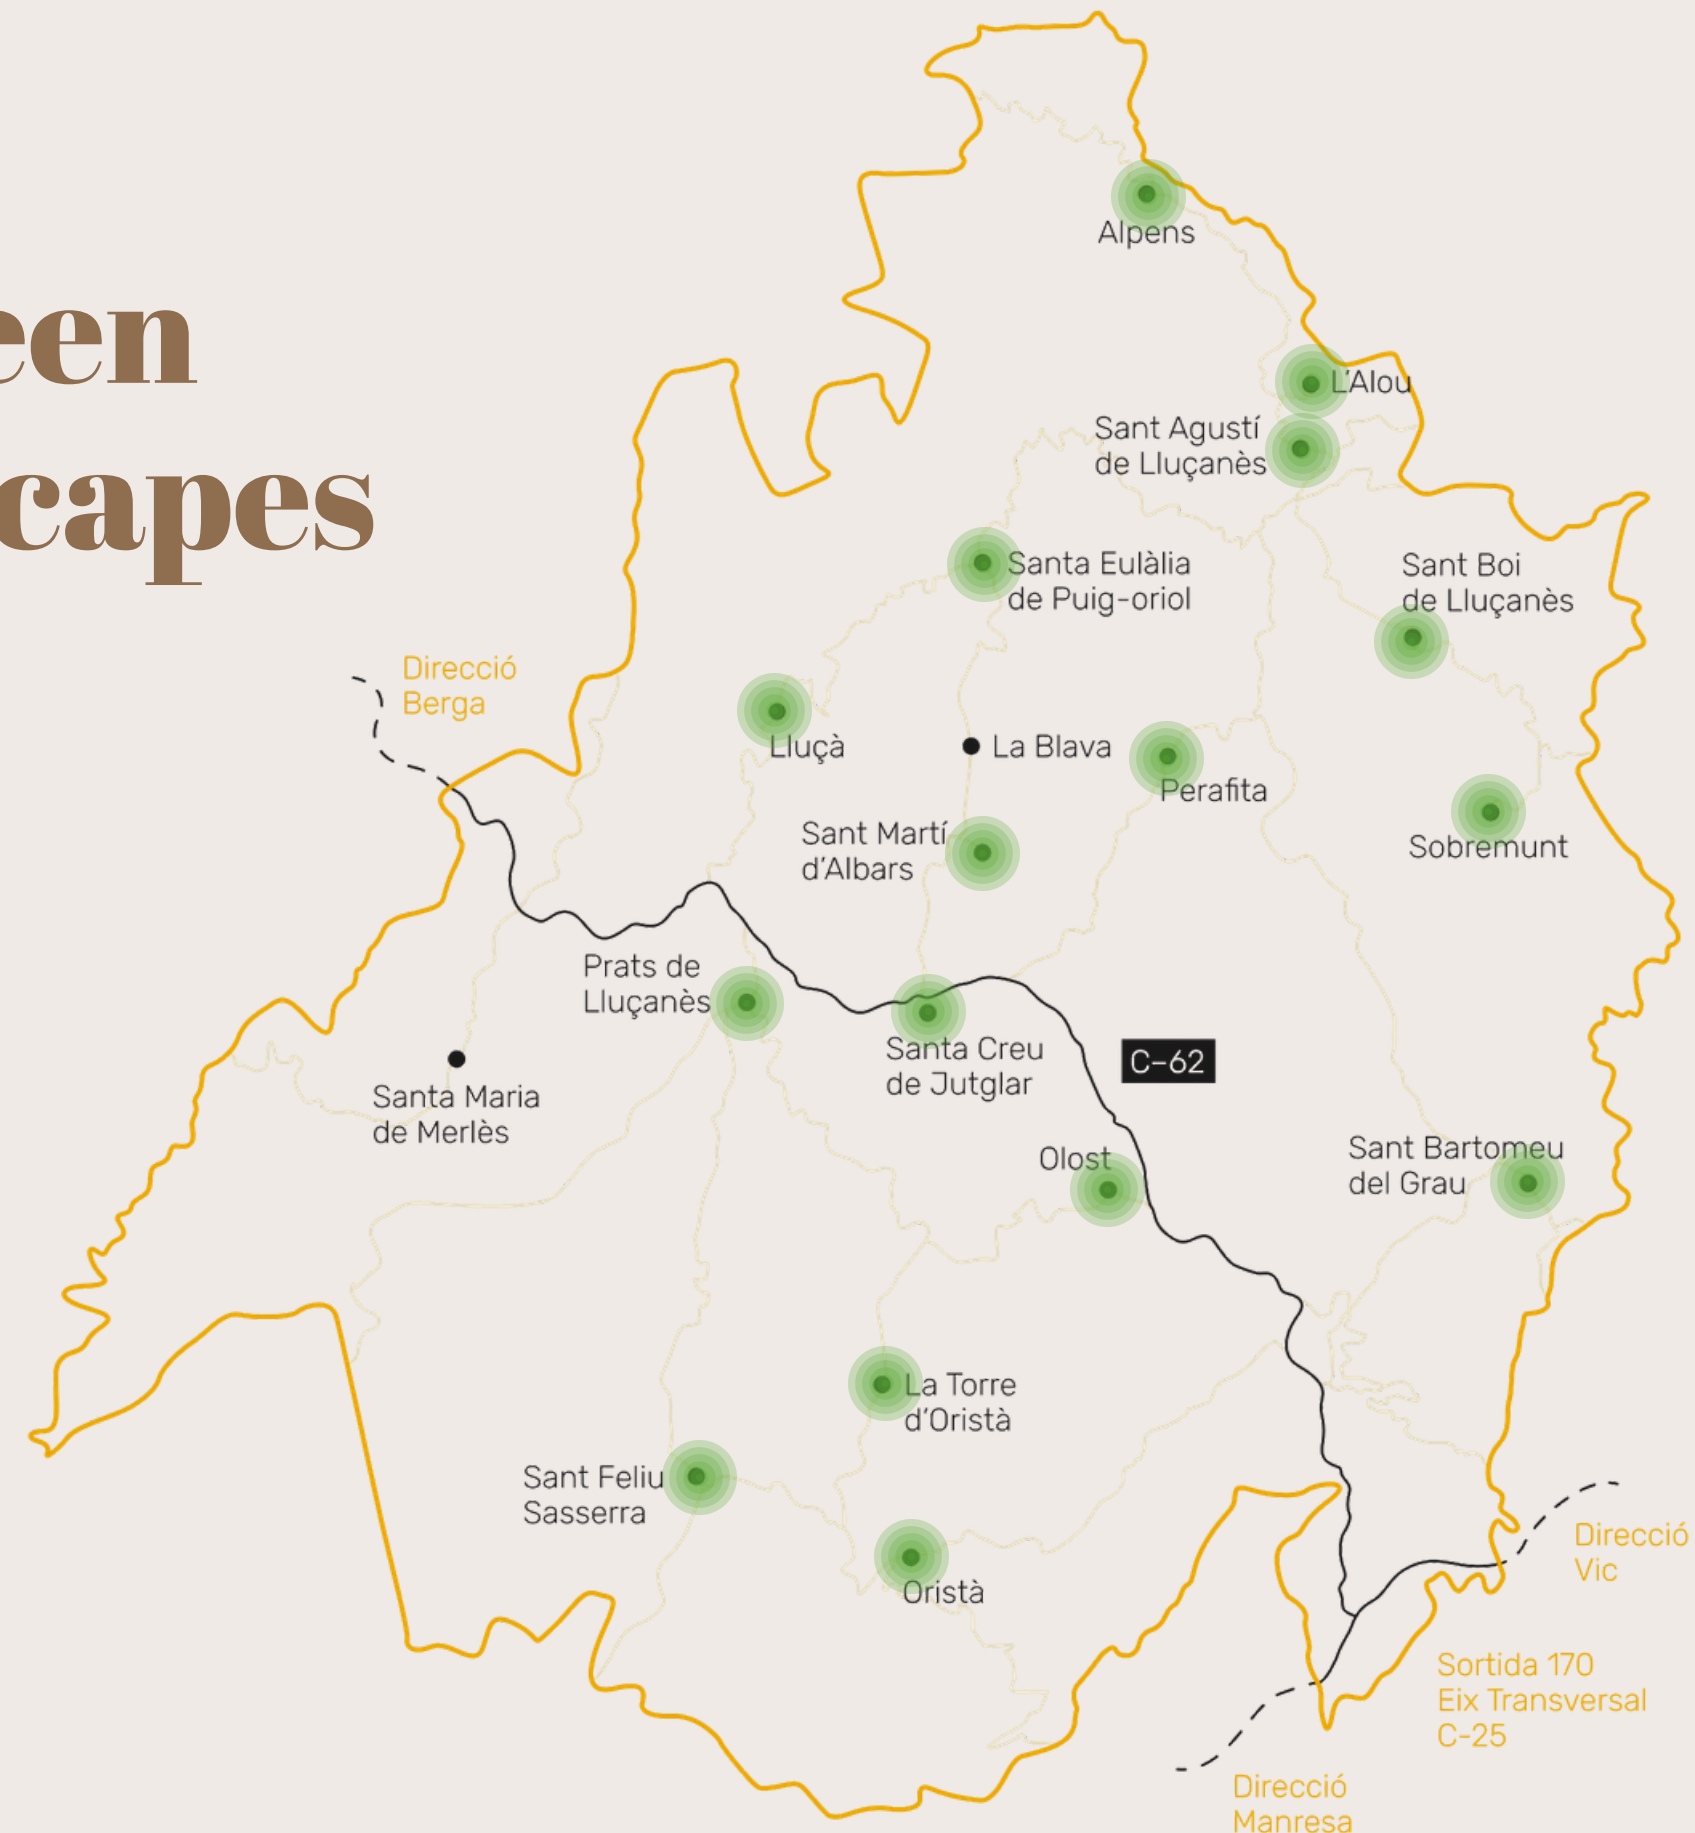 een
capes
Alpens
L'Alou
Sant Agustí
de Lluçanès
Santa Eulàlia
de Puig-oriol
Sant Boi
de Lluçanès
Direcció
Berga
Lluçà
La Blava
Perafita
Sant Martí
d'Albars
Sobremunt
Prats de
Lluçanès
Santa Creu
de Jutglar
C-62
Santa Maria
de Merlès
Olost
Sant Bartomeu
del Grau
La Torre
d'Oristà
Sant Feliu
Sasserra
Oristà
Direcció
Vic
Sortida 170
Eix Transversal
C-25
Direcció
Manresa